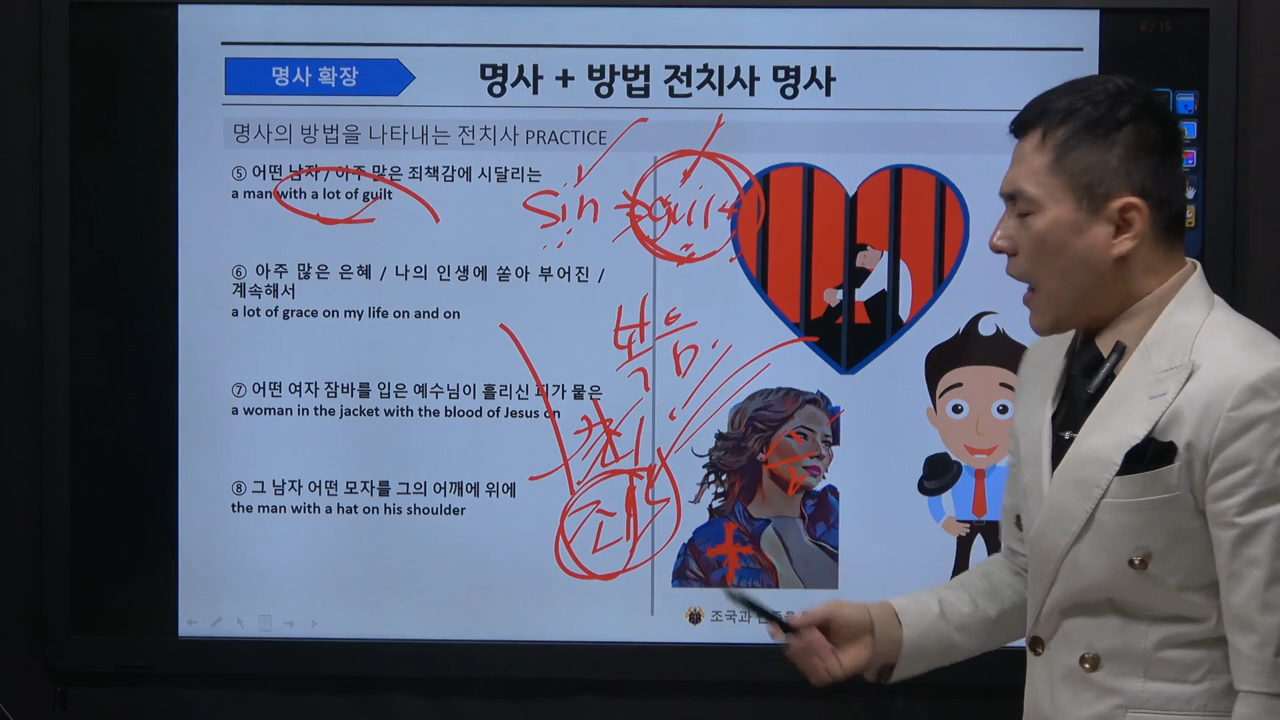 4 / 15
명사 확장
명사 + 방법 전치사 명사
명사의 방법을 나타내는 전치사 PRACTICE
⑤ 어떤 남자 / 아주 많은 죄책감에 시달리는
a man with a lot of guilt
sin
guilt
⑥ 아주 많은 은혜 / 나의 인생에 쏟아 부어진 /
계속해서
a lot of grace on my life on and on
복음
⑦ 어떤 여자 잠바를 입은 예수님이 흘리신 피가 묻은
a woman in the jacket with the blood of Jesus on
⑧ 그 남자 어떤 모자를 그의 어깨에 위에
the man with a hat on his shoulder
조국과